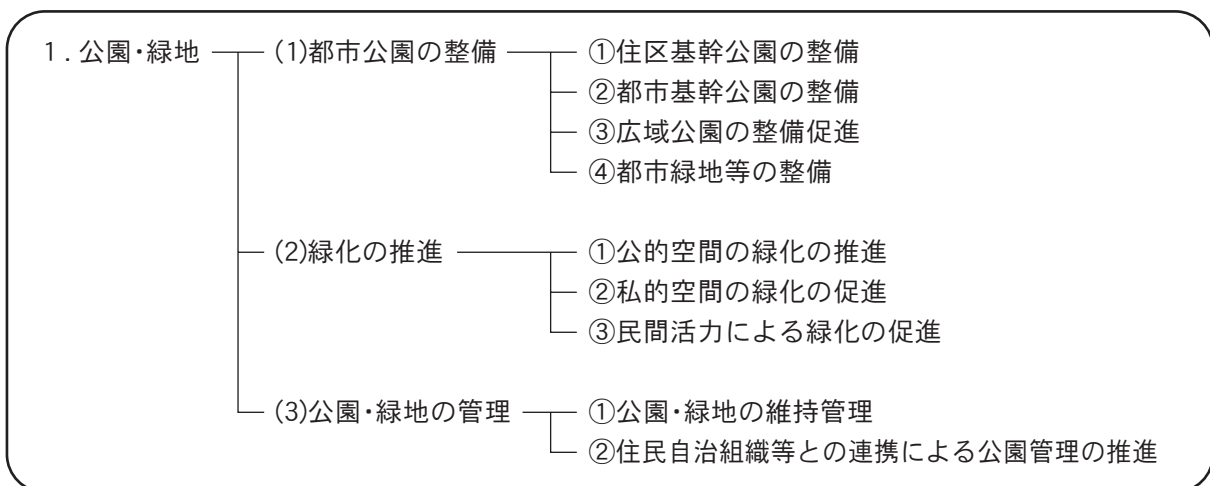 1．公園・緑地
(1)都市公園の整備
①住区基幹公園の整備
②都市基幹公園の整備
③広域公園の整備促進
④都市緑地等の整備
(2)緑化の推進
①公的空間の緑化の推進
②私的空間の緑化の促進
③民間活力による緑化の促進
(3)公園・緑地の管理
①公園・緑地の維持管理
②住民自治組織等との連携による公園管理の推進